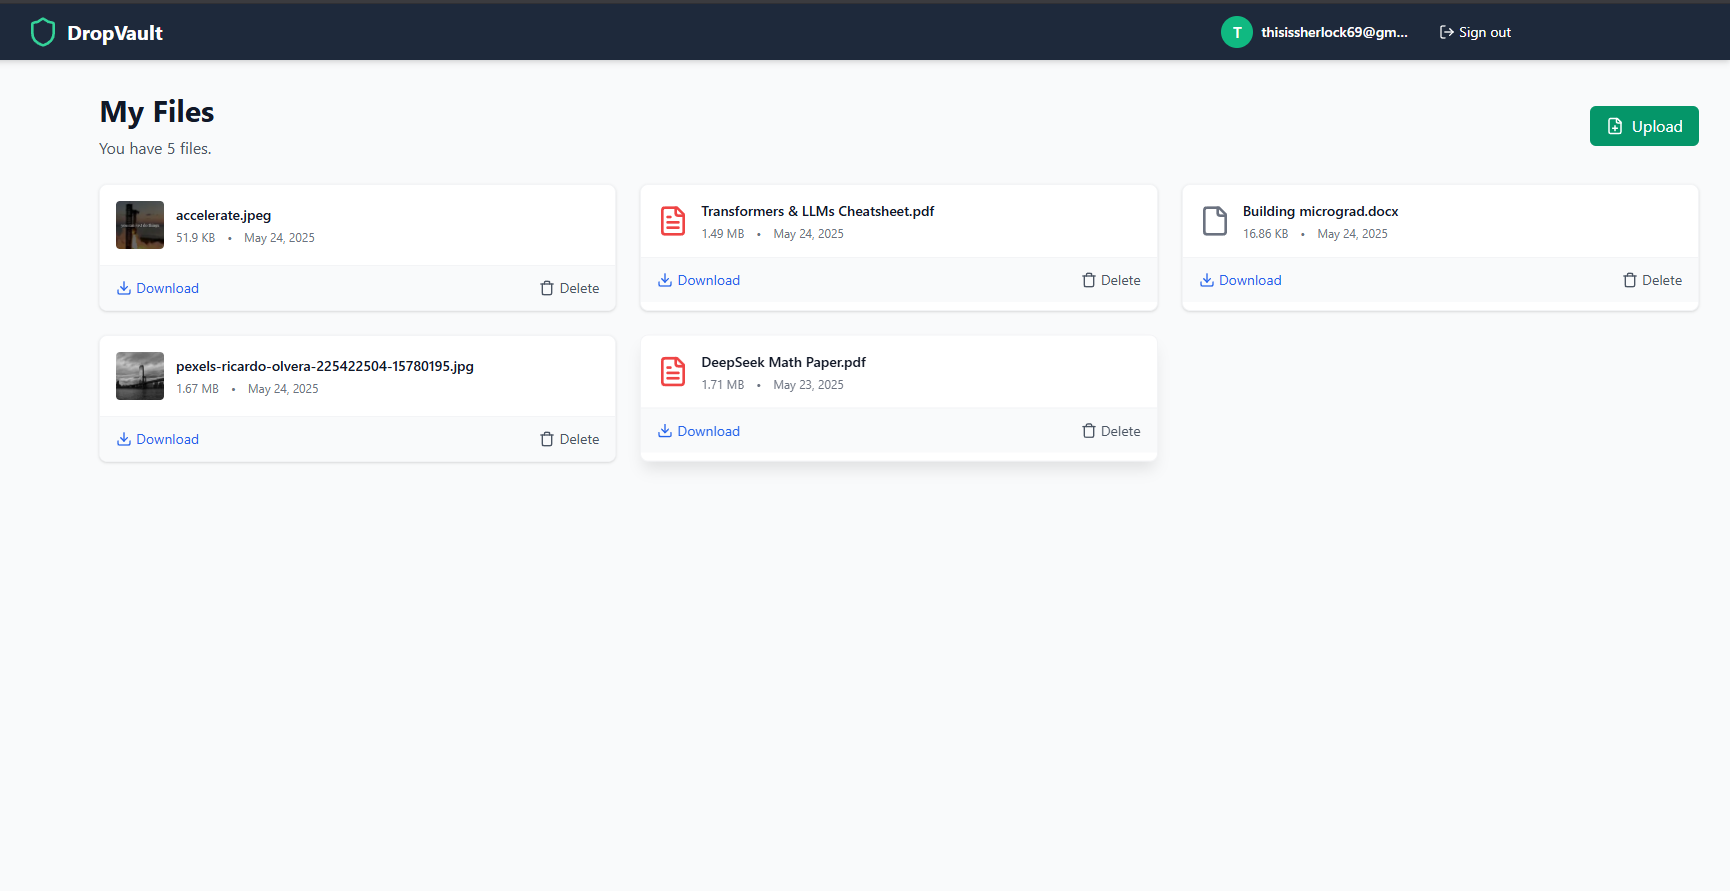 DropVault
T thisissherlock69@gm...
Sign out
My Files
You have 5 files.
Upload
accelerate.jpeg
51.9 KB • May 24, 2025
Download
Delete
Transformers & LLMs Cheatsheet.pdf
1.49 MB • May 24, 2025
Download
Delete
Building micrograd.docx
16.86 KB • May 24, 2025
Download
Delete
pexels-ricardo-olvera-225422504-15780195.jpg
1.67 MB • May 24, 2025
Download
Delete
DeepSeek Math Paper.pdf
1.71 MB • May 23, 2025
Download
Delete